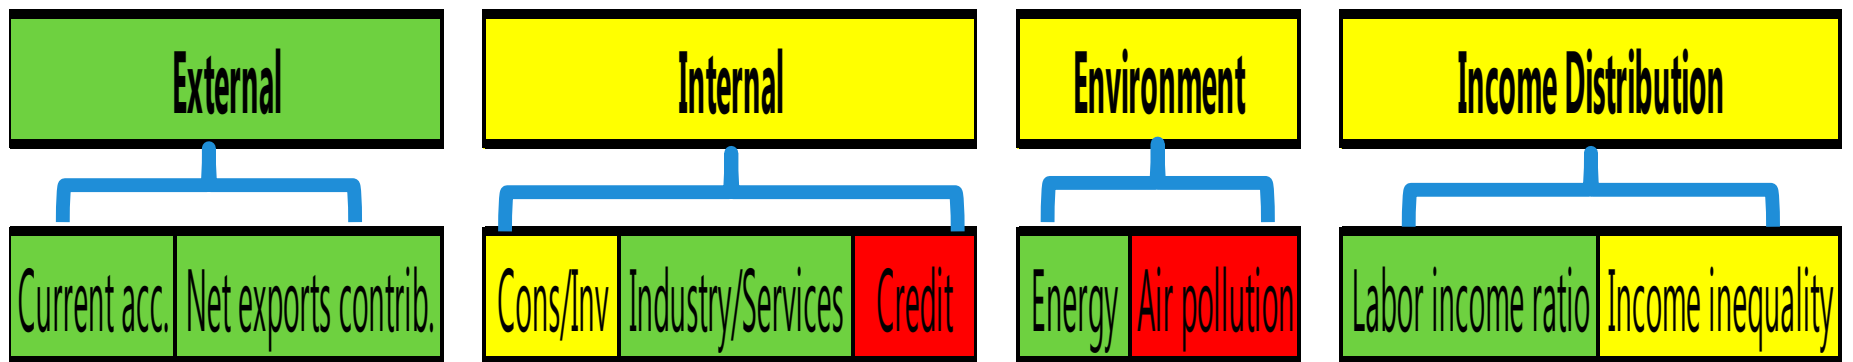 External
Internal
Environment
Income Distribution
Current acc.
Net exports contrib.
Cons/Inv
Industry/Services
Credit
Energy
Air pollution
Labor income ratio
Income inequality